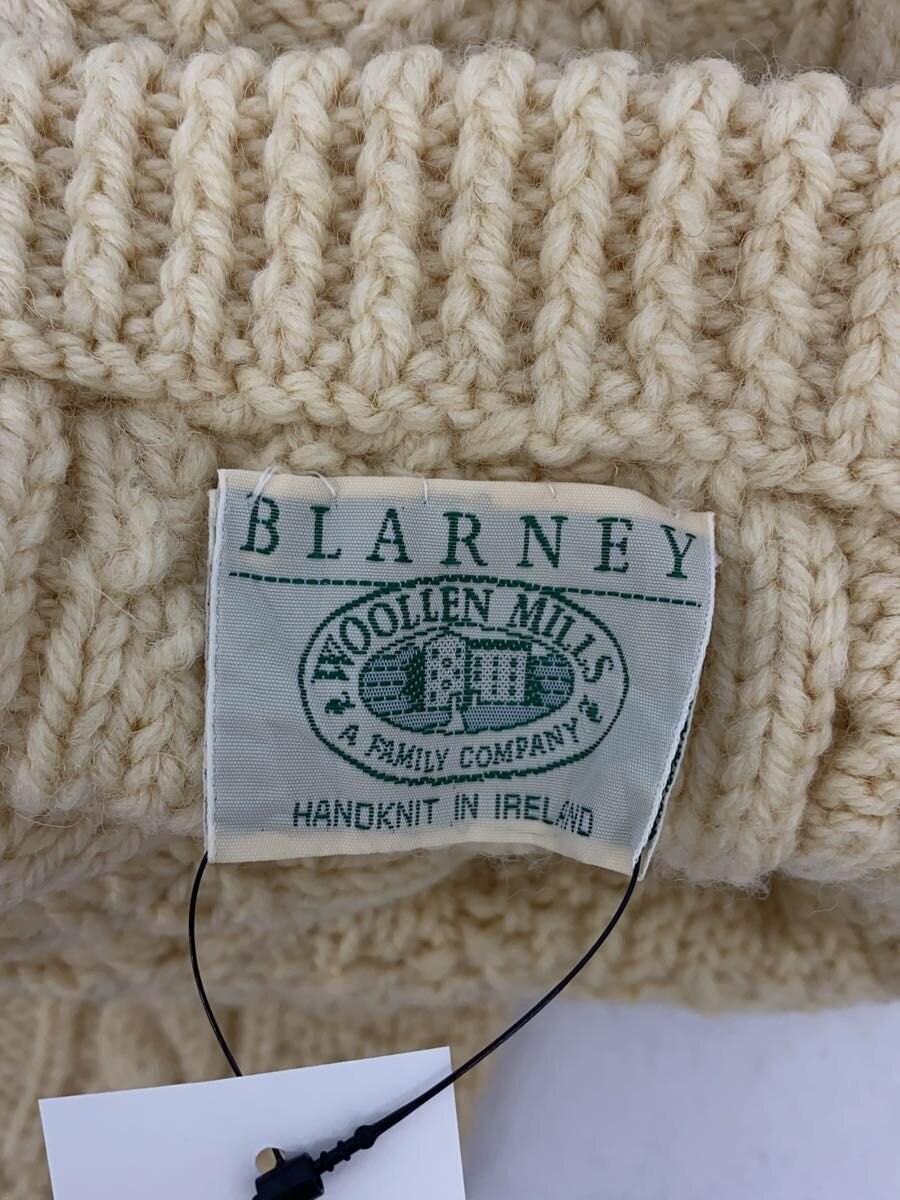 BLARNEY
WOOLLEN MILLS
A FAMILY COMPANY
HANDKNIT IN IRELAND